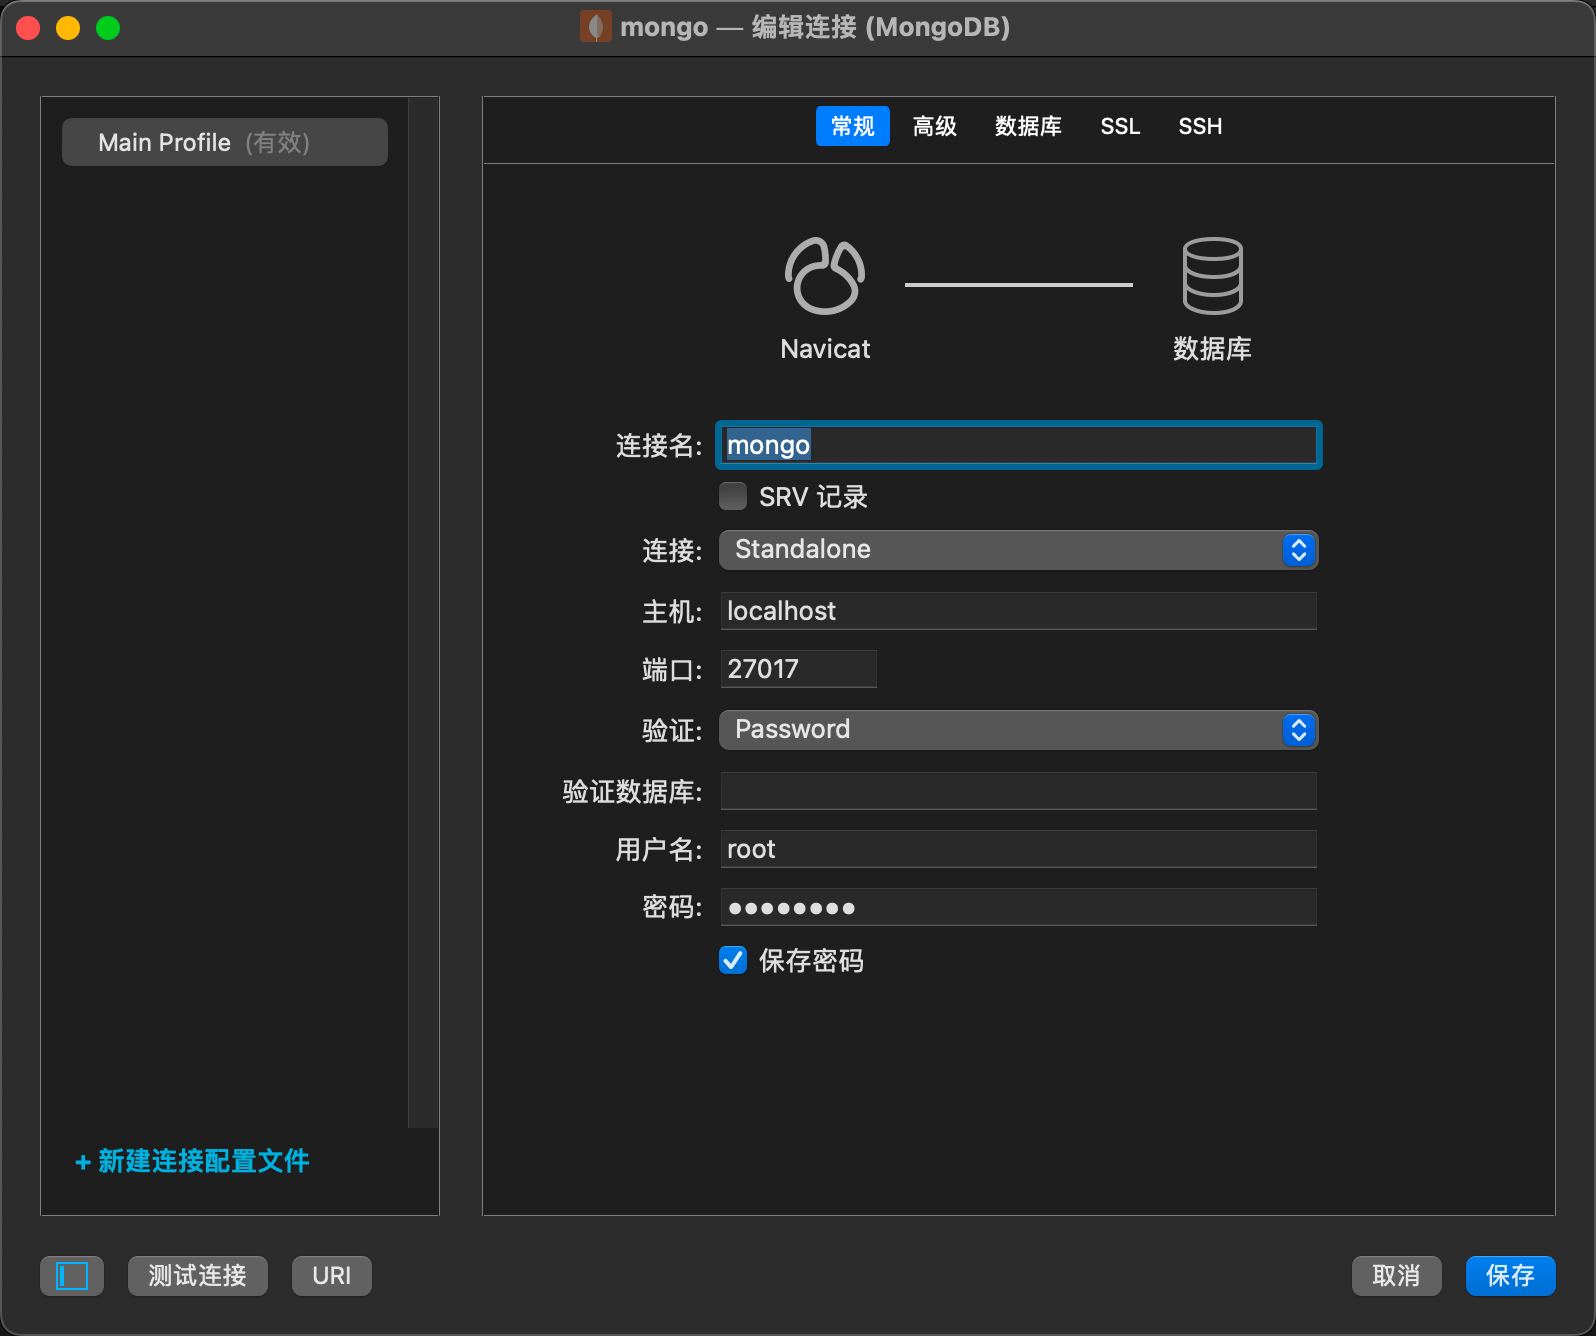 mongo — 编辑连接 (MongoDB)
Main Profile (有效)
+ 新建连接配置文件
常规 高级 数据库 SSL SSH
Navicat 数据库
连接名: mongo
SRV 记录
连接: Standalone
主机: localhost
端口: 27017
验证: Password
验证数据库:
用户名: root
密码: ●●●●●●●●
保存密码
测试连接 URI 取消 保存